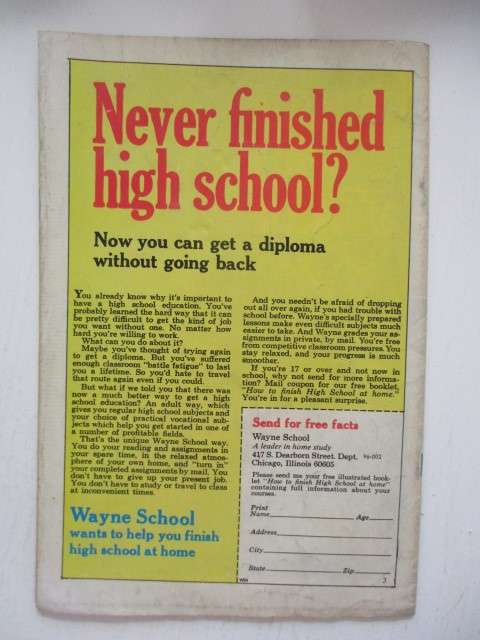 Never finished
high school?
Now you can get a diploma
without going back
You already know why it's important to
have a high school education. You've
probably learned the hard way that it can
be pretty difficult to get the kind of job
you want without one. No matter how
hard you're willing to work.
What can you do about it?
Maybe you've thought of trying again
to get a diploma. But you've suffered
enough classroom "battle fatigue" to last
you a lifetime. So you'd hate to travel
that route again even if you could.
But what if we told you that there was
now a much better way to get a high
school education? An adult way, which
gives you regular high school subjects and
your choice of practical vocational sub-
jects which help you get started in one of
a number of profitable fields.
That's the unique Wayne School way.
You do your reading and assignments in
your spare time, in the relaxed atmos-
phere of your own home, and "turn in"
your completed assignments by mail. You
don't have to give up your present job.
You don't have to study or travel to class
at inconvenient times.
Wayne School
wants to help you finish
high school at home
And you needn't be afraid of dropping
out all over again, if you had trouble with
school before. Wayne's specially prepared
lessons make even difficult subjects much
easier to take. And Wayne grades your as-
signments in private, by mail. You're free
from competitive classroom pressures. You
stay relaxed, and your progress is much
smoother.
If you're 17 or over and not now in
school, why not send for more informa-
tion? Mail coupon for our free booklet,
"How to finish High School at home."
You're in for a pleasant surprise.
Send for free facts
Wayne School
A leader in home study
417 S. Dearborn Street. Dept.
Chicago, Illinois 60605
Please send me your free illustrated book-
let "How to finish High School at home"
containing full information about your
courses.
Print
Name Age
Address
City
State Zip
3